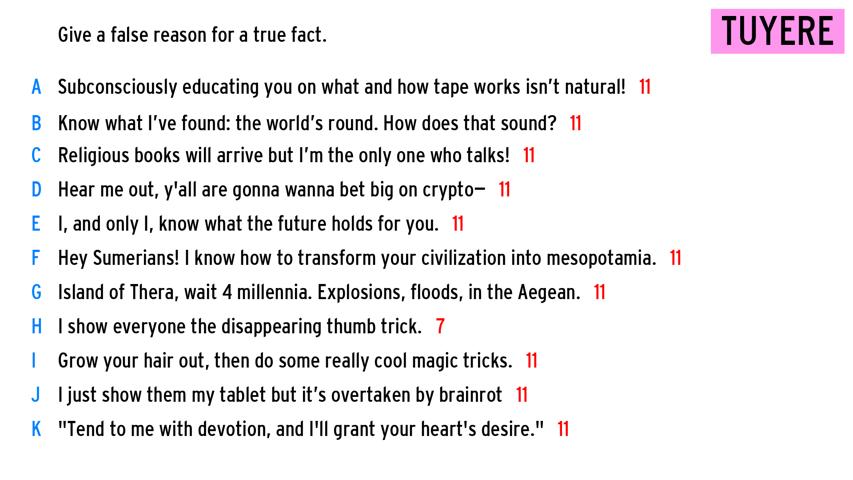 Give a false reason for a true fact.
TUYERE
A Subconsciously educating you on what and how tape works isn't natural! 11
B Know what I've found: the world's round. How does that sound? 11
C Religious books will arrive but I'm the only one who talks! 11
D Hear me out, y'all are gonna wanna bet big on crypto— 11
E I, and only I, know what the future holds for you. 11
F Hey Sumerians! I know how to transform your civilization into mesopotamia. 11
G Island of Thera, wait 4 millennia. Explosions, floods, in the Aegean. 11
H I show everyone the disappearing thumb trick. 7
I Grow your hair out, then do some really cool magic tricks. 11
J I just show them my tablet but it's overtaken by brainrot 11
K "Tend to me with devotion, and I'll grant your heart's desire." 11